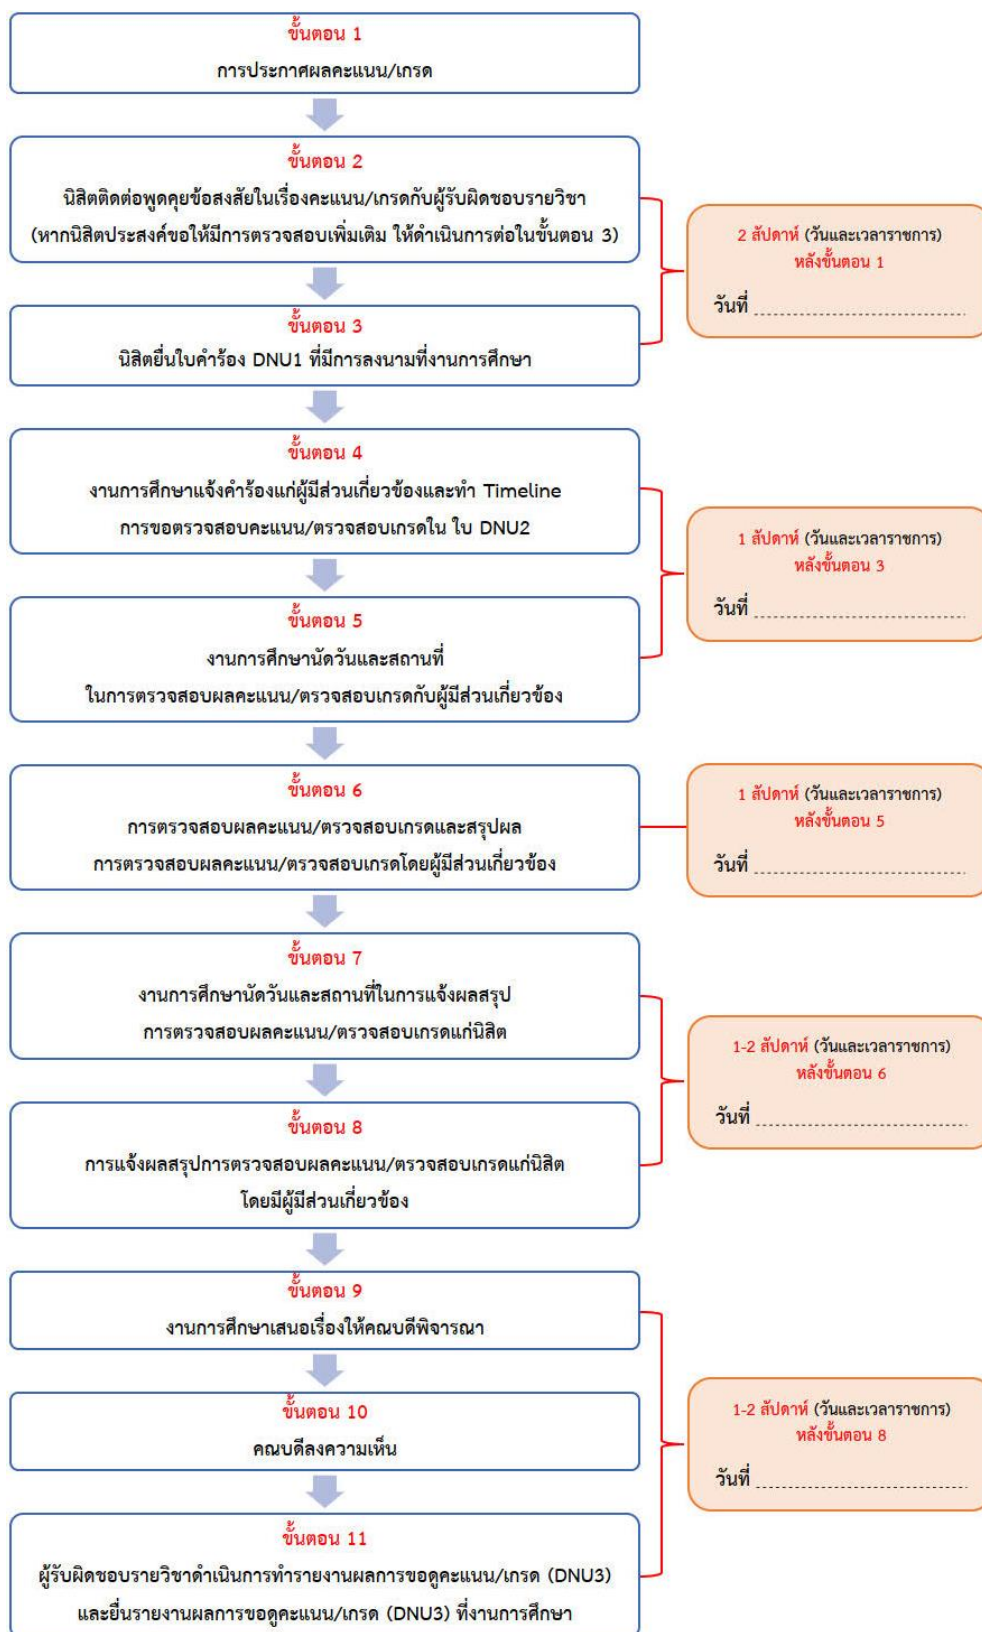 ขั้นตอน 1
การประกาศผลคะแนน/เกรด
ขั้นตอน 2
นิสิตติดต่อพูดคุยข้อสงสัยในเรื่องคะแนน/เกรดกับผู้รับผิดชอบรายวิชา
(หากนิสิตประสงค์ขอให้มีการตรวจสอบเพิ่มเติม ให้ดำเนินการต่อในขั้นตอน 3)
2 สัปดาห์ (วันและเวลาราชการ)
หลังขั้นตอน 1
วันที่
ขั้นตอน 3
นิสิตยื่นใบคำร้อง DNU1 ที่มีการลงนามที่งานการศึกษา
ขั้นตอน 4
งานการศึกษาแจ้งคำร้องแก่ผู้มีส่วนเกี่ยวข้องและทำ Timeline
การขอตรวจสอบคะแนน/ตรวจสอบเกรดใน ใบ DNU2
1 สัปดาห์ (วันและเวลาราชการ)
หลังขั้นตอน 3
วันที่
ขั้นตอน 5
งานการศึกษานัดวันและสถานที่
ในการตรวจสอบผลคะแนน/ตรวจสอบเกรดกับผู้มีส่วนเกี่ยวข้อง
ขั้นตอน 6
การตรวจสอบผลคะแนน/ตรวจสอบเกรดและสรุปผล
การตรวจสอบผลคะแนน/ตรวจสอบเกรดโดยผู้มีส่วนเกี่ยวข้อง
1 สัปดาห์ (วันและเวลาราชการ)
หลังขั้นตอน 5
วันที่
ขั้นตอน 7
งานการศึกษานัดวันและสถานที่ในการแจ้งผลสรุป
การตรวจสอบผลคะแนน/ตรวจสอบเกรดแก่นิสิต
1-2 สัปดาห์ (วันและเวลาราชการ)
หลังขั้นตอน 6
วันที่
ขั้นตอน 8
การแจ้งผลสรุปการตรวจสอบผลคะแนน/ตรวจสอบเกรดแก่นิสิต
โดยมีผู้มีส่วนเกี่ยวข้อง
ขั้นตอน 9
งานการศึกษาเสนอเรื่องให้คณบดีพิจารณา
ขั้นตอน 10
คณบดีลงความเห็น
1-2 สัปดาห์ (วันและเวลาราชการ)
หลังขั้นตอน 8
วันที่
ขั้นตอน 11
ผู้รับผิดชอบรายวิชาดำเนินการทำรายงานผลการขอดูคะแนน/เกรด (DNU3)
และยื่นรายงานผลการขอดูคะแนน/เกรด (DNU3) ที่งานการศึกษา